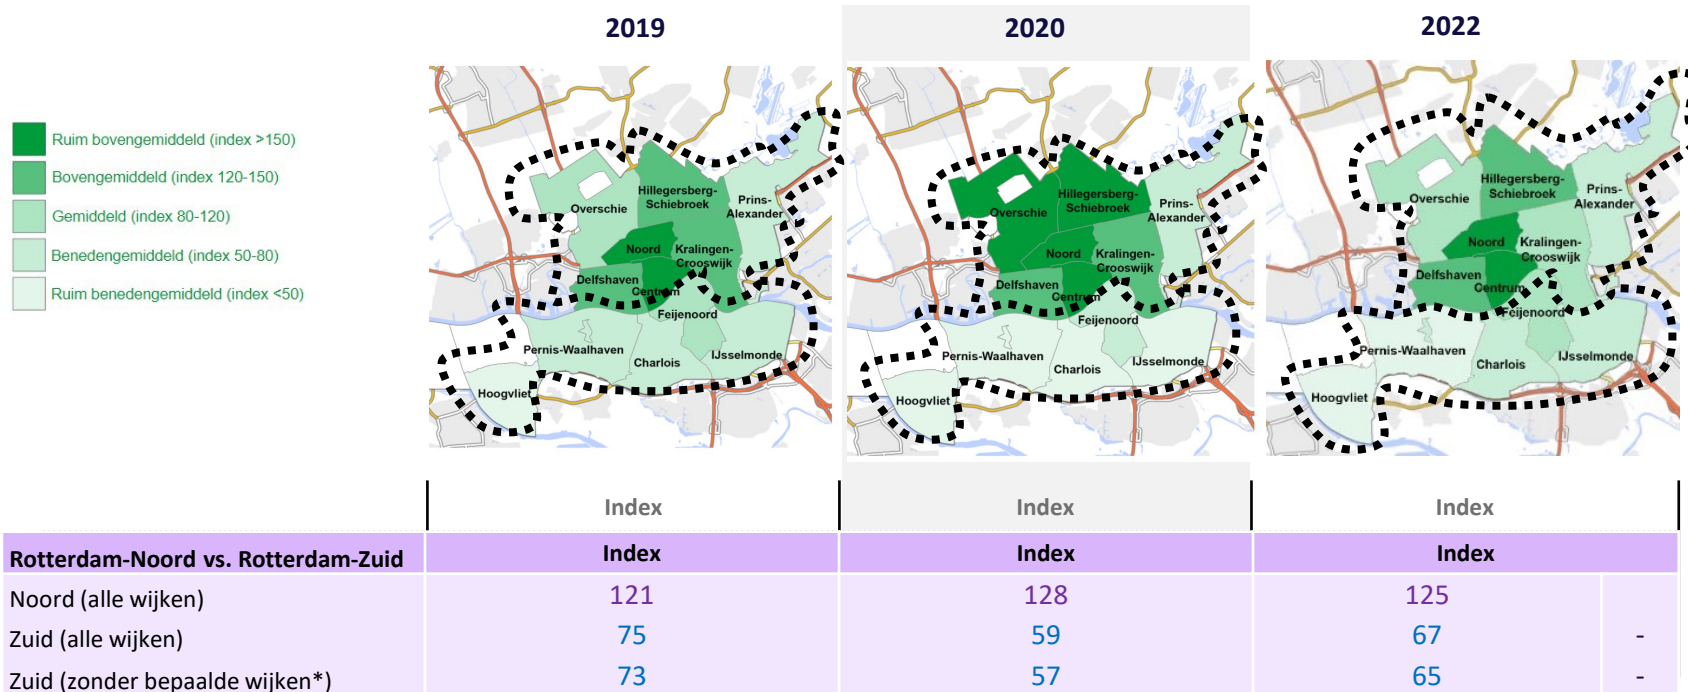 2019
2020
2022
Ruim bovengemiddeld (index >150)
Bovengemiddeld (index 120-150)
Gemiddeld (index 80-120)
Benedengemiddeld (index 50-80)
Ruim benedengemiddeld (index <50)
Hillegersberg-
Schiebroek
Prins-
Alexander
Overschie
Noord
Kralingen-
Crooswijk
Delfshaven
Centrum
Feijenoord
Pernis-Waalhaven
IJsselmonde
Charlois
Hoogvliet
Hillegersberg-
Schiebroek
Prins-
Alexander
Overschie
Noord
Kralingen-
Crooswijk
Delfshaven
Centrum
Feijenoord
Pernis-Waalhaven
IJsselmonde
Charlois
Hoogvliet
Hillegersberg-
Schiebroek
Prins-
Alexander
Overschie
Noord
Kralingen-
Crooswijk
Delfshaven
Centrum
Feijenoord
Pernis-Waalhaven
IJsselmonde
Charlois
Hoogvliet
Index Index Index
Rotterdam-Noord vs. Rotterdam-Zuid Index Index Index
Noord (alle wijken) 121 128 125
Zuid (alle wijken) 75 59 67 -
Zuid (zonder bepaalde wijken*) 73 57 65 -